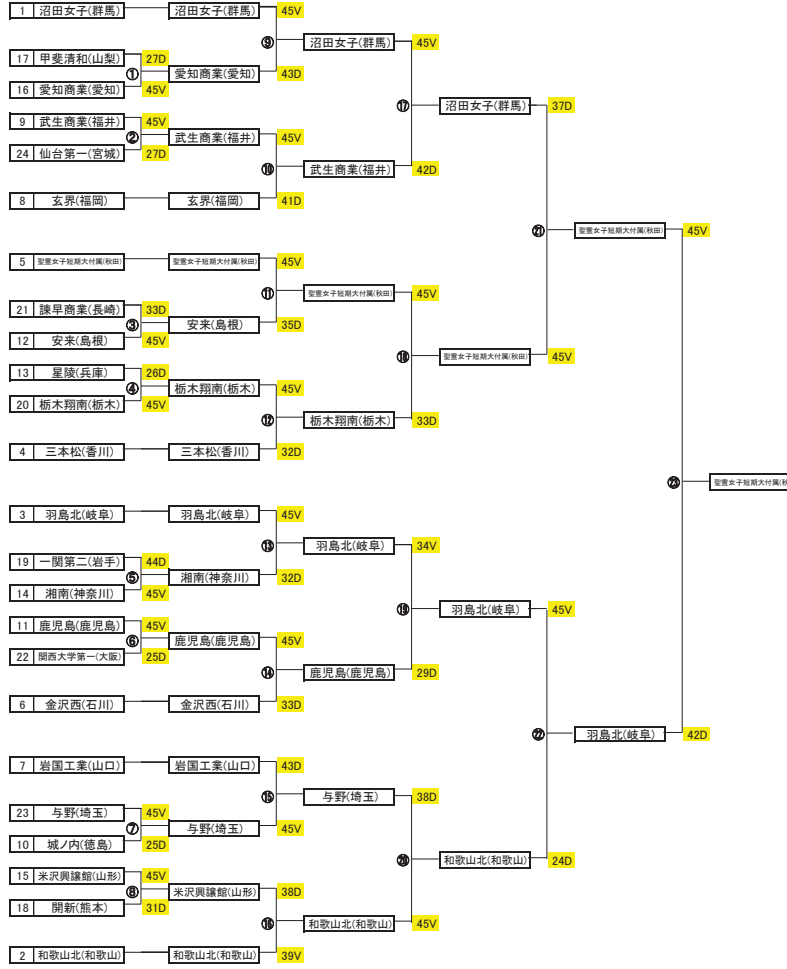 1 沼田女子(群馬) 沼田女子(群馬) 45V
⑨ 沼田女子(群馬) 45V
17 甲斐清和(山梨) 27D
① 愛知商業(愛知) 43D
16 愛知商業(愛知) 45V
⑰ 沼田女子(群馬) 37D
9 武生商業(福井) 45V
② 武生商業(福井) 45V
24 仙台第一(宮城) 27D
⑩ 武生商業(福井) 42D
8 玄界(福岡) 玄界(福岡) 41D
㉑ 聖霊女子短期大付属(秋田) 45V
5 聖霊女子短期大付属(秋田) 聖霊女子短期大付属(秋田) 45V
⑪ 聖霊女子短期大付属(秋田) 45V
21 諫早商業(長崎) 33D
③ 安来(島根) 35D
12 安来(島根) 45V
⑱ 聖霊女子短期大付属(秋田) 45V
13 星陵(兵庫) 26D
④ 栃木翔南(栃木) 45V
20 栃木翔南(栃木) 45V
⑫ 栃木翔南(栃木) 33D
4 三本松(香川) 三本松(香川) 32D
㉓ 聖霊女子短期大付属(秋
3 羽島北(岐阜) 羽島北(岐阜) 45V
⑬ 羽島北(岐阜) 34V
19 一関第二(岩手) 44D
⑤ 湘南(神奈川) 32D
14 湘南(神奈川) 45V
⑲ 羽島北(岐阜) 45V
11 鹿児島(鹿児島) 45V
⑥ 鹿児島(鹿児島) 45V
22 関西大学第一(大阪) 25D
⑭ 鹿児島(鹿児島) 29D
6 金沢西(石川) 金沢西(石川) 33D
㉒ 羽島北(岐阜) 42D
7 岩国工業(山口) 岩国工業(山口) 43D
⑮ 与野(埼玉) 38D
23 与野(埼玉) 45V
⑦ 与野(埼玉) 45V
10 城ノ内(徳島) 25D
⑳ 和歌山北(和歌山) 24D
15 米沢興譲館(山形) 45V
⑧ 米沢興譲館(山形) 38D
18 開新(熊本) 31D
⑯ 和歌山北(和歌山) 45V
2 和歌山北(和歌山) 和歌山北(和歌山) 39V